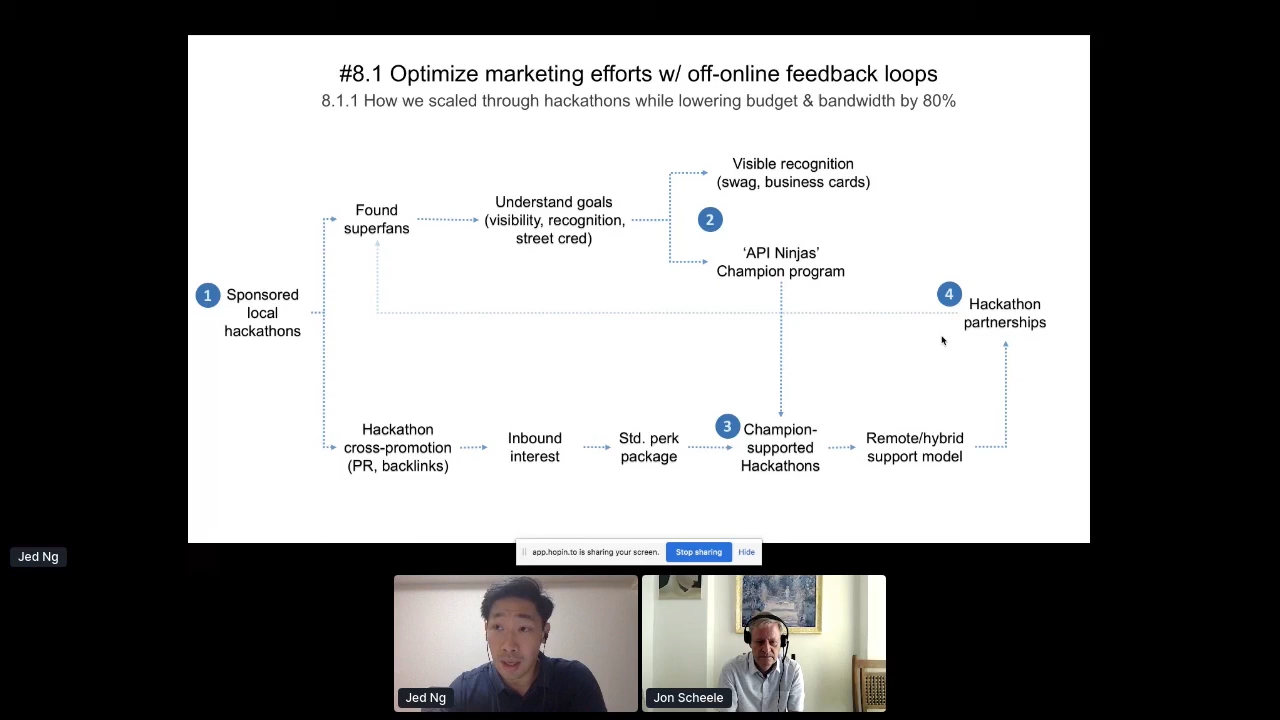 #8.1 Optimize marketing efforts w/ off-online feedback loops
8.1.1 How we scaled through hackathons while lowering budget & bandwidth by 80%
Visible recognition
(swag, business cards)
Found
superfans
Understand goals
(visibility, recognition,
street cred)
2
'API Ninjas'
Champion program
1
Sponsored
local
hackathons
4
Hackathon
partnerships
Hackathon
cross-promotion
(PR, backlinks)
Inbound
interest
Std. perk
package
3
Champion-
supported
Hackathons
Remote/hybrid
support model
Jed Ng
app.hopin.to is sharing your screen.
Stop sharing
Hide
Jed Ng
Jon Scheele